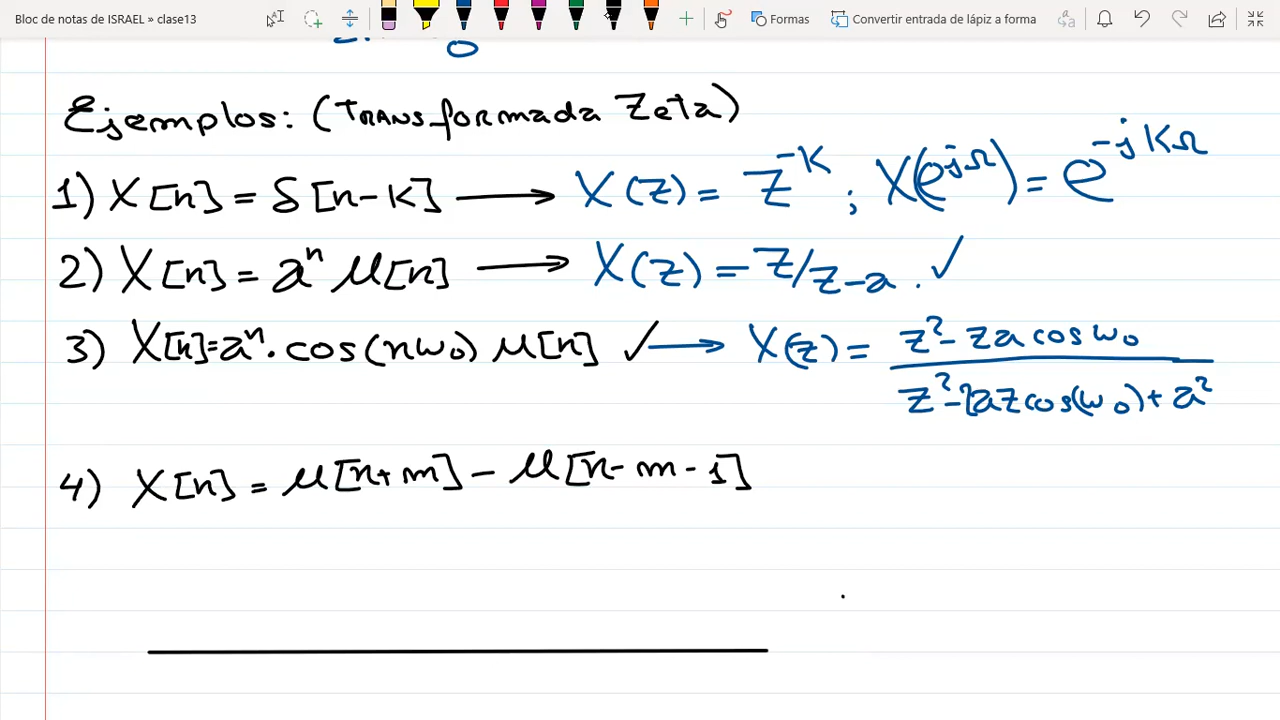 Bloc de notas de ISRAEL » clase13
Formas
Convertir entrada de lápiz a forma
Ejemplos: (TRANSformada Zeta)
1) X[n] = δ[n-K] → X(z) = z^-K ; X(e^jΩ) = e^-jKΩ
2) X[n] = a^n μ[n] → X(z) = z/z-a . ✓
3) X[n]=a^n · cos(nω₀) μ[n] ✓ → X(z) = z² - za cos ω₀ / z² - 2az cos(ω₀) + a²
4) X[n] = μ[n+m] - μ[n-m-1]